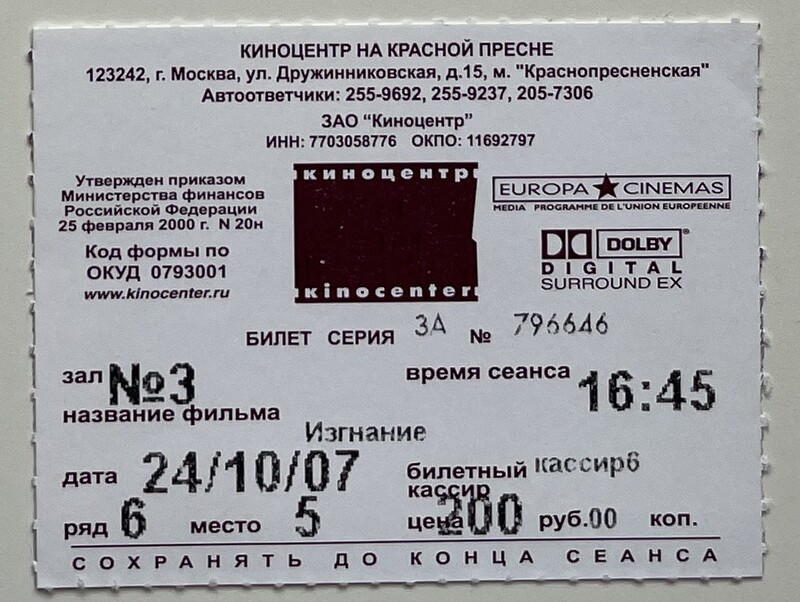 КИНОЦЕНТР НА КРАСНОЙ ПРЕСНЕ
123242, г. Москва, ул. Дружинниковская, д.15, м. "Краснопресненская"
Автоответчики: 255-9692, 255-9237, 205-7306
ЗАО “Киноцентр”
ИНН: 7703058776 ОКПО: 11692797
Утвержден приказом
Министерства финансов
Российской Федерации
25 февраля 2000 г. N 20н
Код формы по
ОКУД 0793001
www.kinocenter.ru
киноцентр
kinocenter
EUROPA CINEMAS
MEDIA PROGRAMME DE L'UNION EUROPEENNE
DOLBY®
DIGITAL
SURROUND EX
БИЛЕТ СЕРИЯ ЗА № 796646
зал №3 время сеанса 16:45
название фильма
Изгнание
дата 24/10/07 билетный кассир6
кассир
ряд 6 место 5 цена 200 руб.00 коп.
СОХРАНЯТЬ ДО КОНЦА СЕАНСА